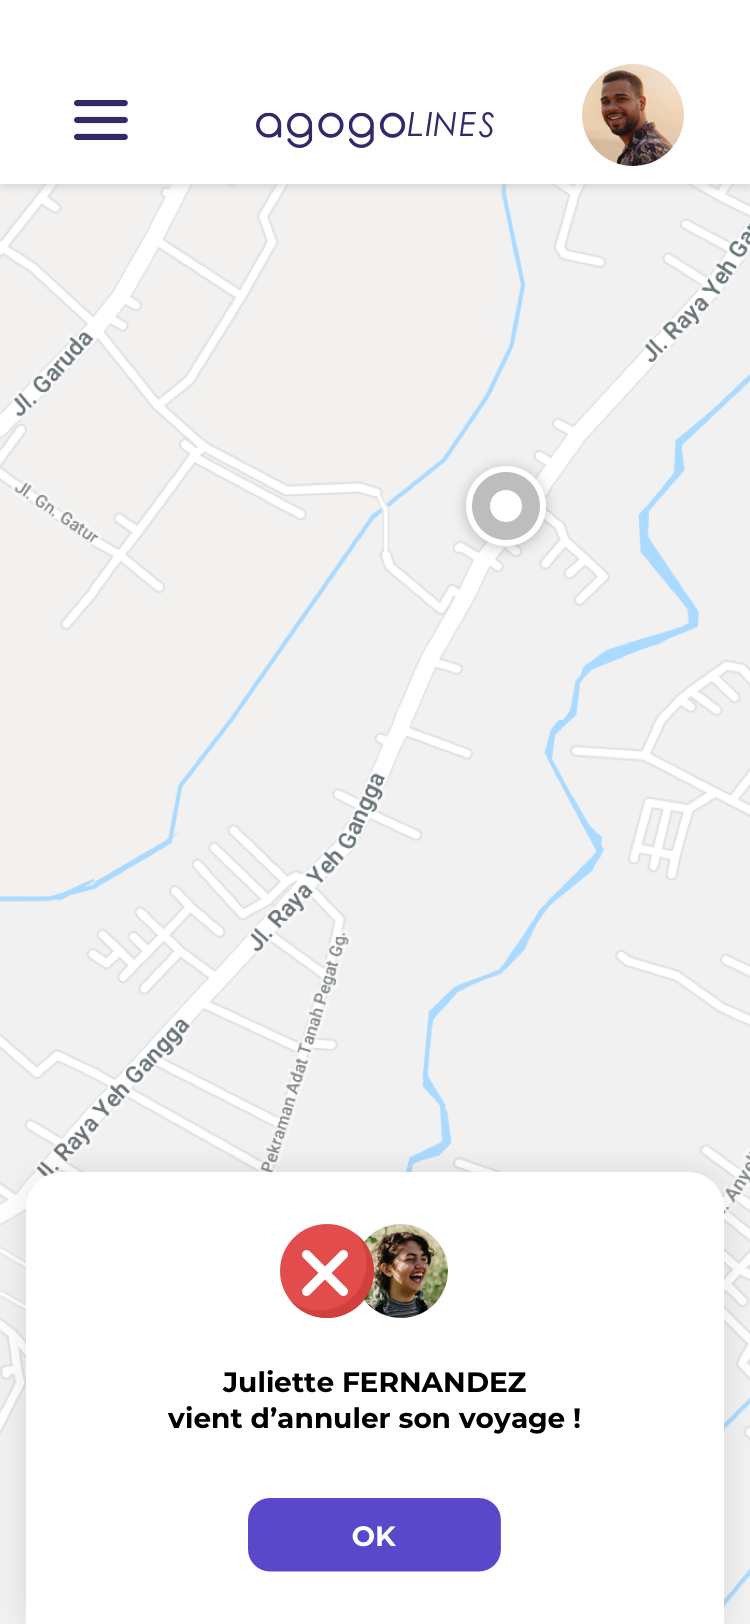 agogoLINES
Jl. Raya Yeh Gan
Jl. Garuda
Jl. Gn. Gatur
Jl. Raya Yeh Gangga
Pekraman Adat Tanah Pegat Gg.
Jl. Raya Yeh Gangga
Juliette FERNANDEZ
vient d’annuler son voyage !
OK